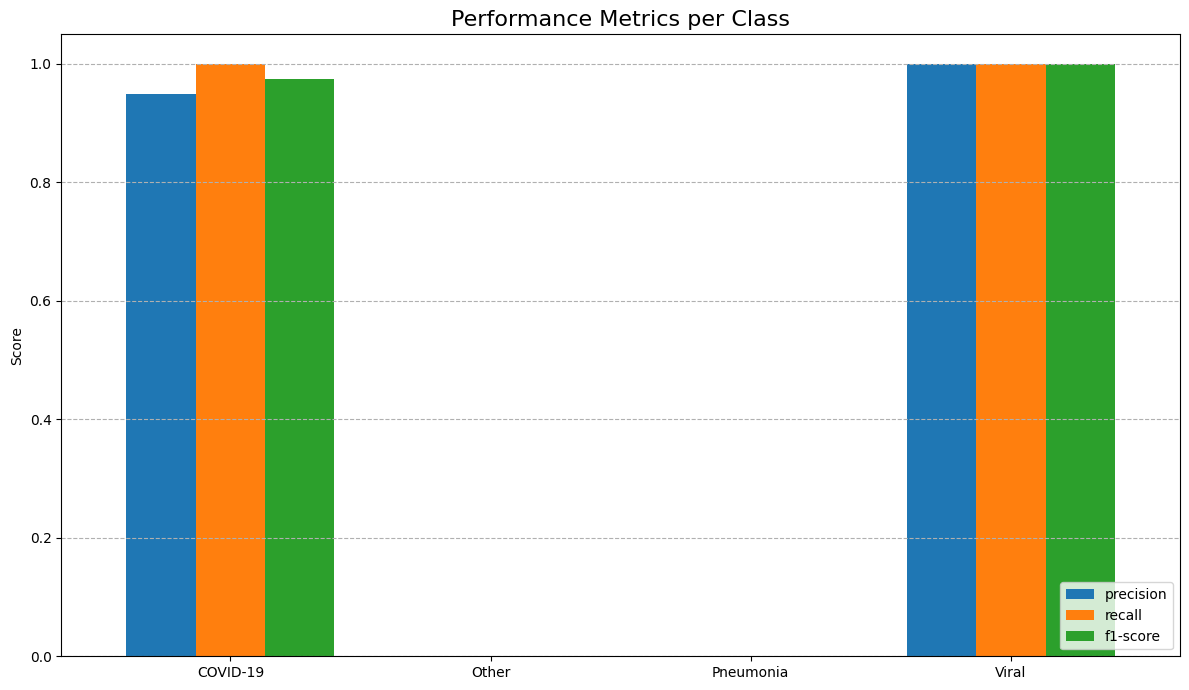 Performance Metrics per Class
Score
1.0
0.8
0.6
0.4
0.2
0.0
COVID-19
Other
Pneumonia
Viral
precision
recall
f1-score